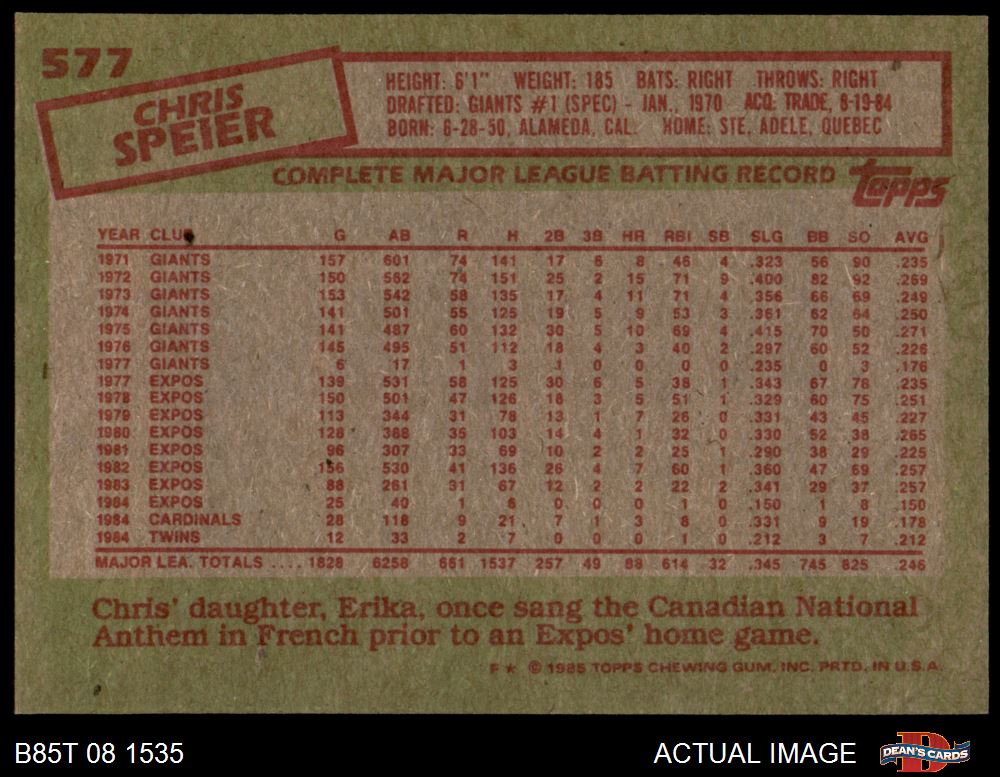 577
CHRIS
SPEIER
HEIGHT: 6'1" WEIGHT: 185 BATS: RIGHT THROWS: RIGHT
DRAFTED: GIANTS #1 (SPEC) - JAN., 1970 ACQ: TRADE, 8-19-84
BORN: 6-28-50, ALAMEDA, CAL. HOME: STE. ADELE, QUEBEC
COMPLETE MAJOR LEAGUE BATTING RECORD topps
YEAR CLUB G AB R H 2B 3B HR RBI SB SLG BB SO AVG
1971 GIANTS 157 601 74 141 17 6 8 46 4 .323 56 90 .235
1972 GIANTS 150 562 74 151 25 2 15 71 9 .400 82 92 .269
1973 GIANTS 153 542 58 135 17 4 11 71 4 .356 66 69 .249
1974 GIANTS 141 501 55 125 19 5 9 53 3 .361 62 64 .250
1975 GIANTS 141 487 60 132 30 5 10 69 4 .415 70 50 .271
1976 GIANTS 145 495 51 112 18 4 3 40 2 .297 60 52 .226
1977 GIANTS 6 17 1 3 1 0 0 0 0 .235 0 3 .176
1977 EXPOS 139 531 58 125 30 6 5 38 1 .343 67 78 .235
1978 EXPOS 150 501 47 126 18 3 5 51 1 .329 60 75 .251
1979 EXPOS 113 344 31 78 13 1 7 26 0 .331 43 45 .227
1980 EXPOS 128 388 35 103 14 4 1 32 0 .330 52 38 .265
1981 EXPOS 96 307 33 69 10 2 2 25 1 .290 38 29 .225
1982 EXPOS 156 530 41 136 26 4 7 60 1 .360 47 69 .257
1983 EXPOS 88 261 31 67 12 2 2 22 2 .341 29 37 .257
1984 EXPOS 25 40 1 6 0 0 0 1 0 .150 1 8 .150
1984 CARDINALS 28 118 9 21 7 1 3 8 0 .331 9 19 .178
1984 TWINS 12 33 2 7 0 0 0 1 0 .212 3 7 .212
MAJOR LEA. TOTALS .... 1828 6258 661 1537 257 49 88 614 32 .345 745 825 .246
Chris' daughter, Erika, once sang the Canadian National
Anthem in French prior to an Expos' home game.
F★ © 1985 TOPPS CHEWING GUM, INC. PRTD. IN U.S.A.
B85T 08 1535 ACTUAL IMAGE D DEAN'S CARDS